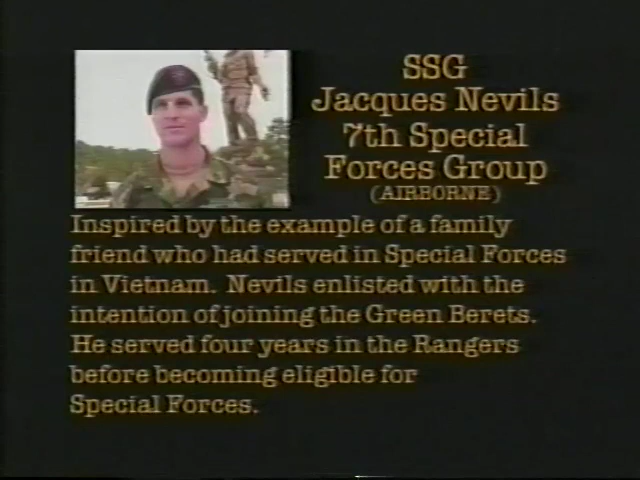 SSG
Jacques Nevils
7th Special
Forces Group
(AIRBORNE)
Inspired by the example of a family
friend who had served in Special Forces
in Vietnam. Nevils enlisted with the
intention of joining the Green Berets.
He served four years in the Rangers
before becoming eligible for
Special Forces.